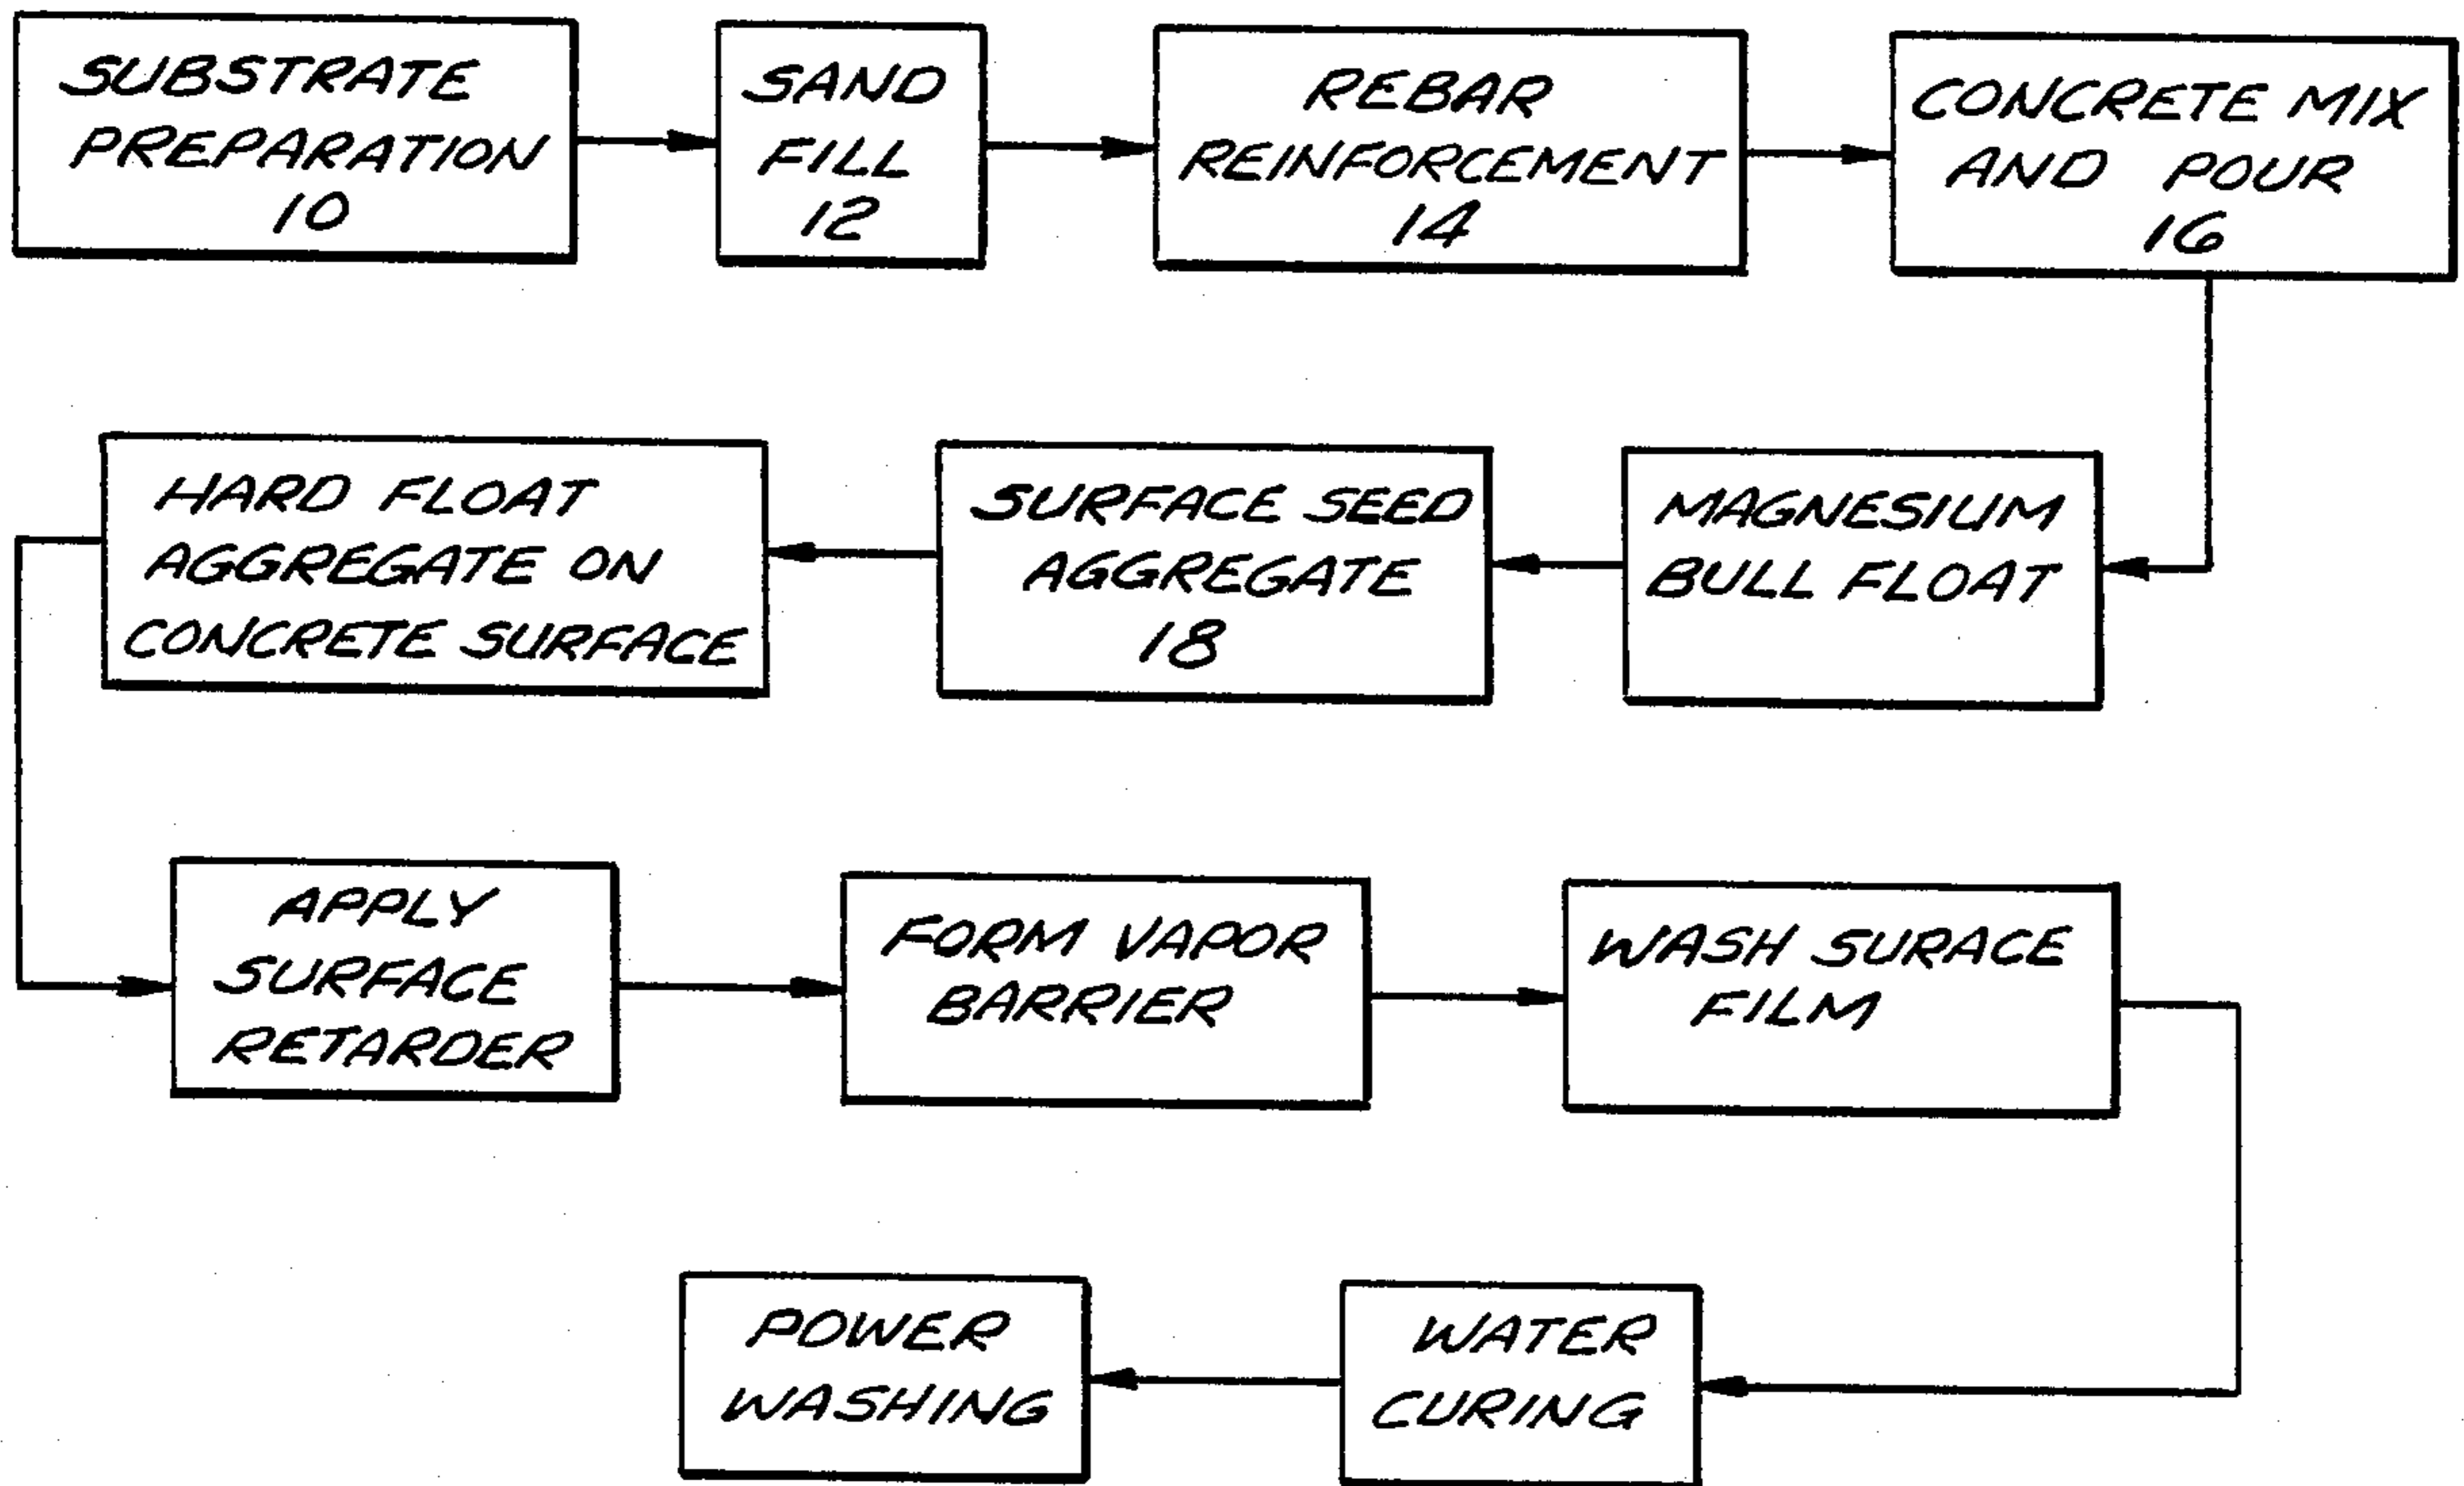 SUBSTRATE
PREPARATION
10
SAND
FILL
12
REBAR
REINFORCEMENT
14
CONCRETE MIX
AND POUR
16
MAGNESIUM
BULL FLOAT
SURFACE SEED
AGGREGATE
18
HARD FLOAT
AGGREGATE ON
CONCRETE SURFACE
APPLY
SURFACE
RETARDER
FORM VAPOR
BARRIER
WASH SURACE
FILM
WATER
CURING
POWER
WASHING